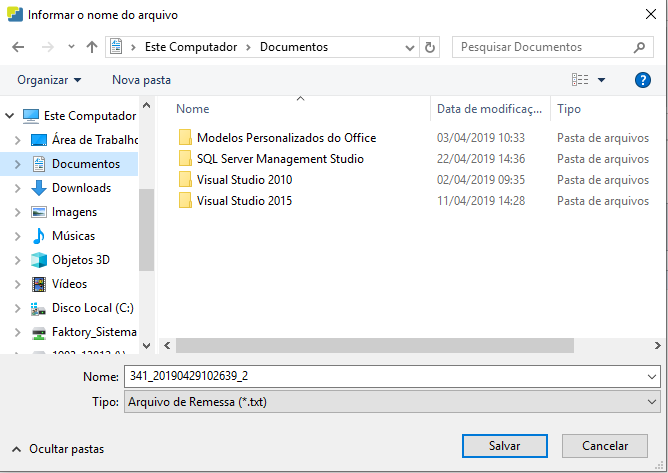 Informar o nome do arquivo
Este Computador > Documentos
Pesquisar Documentos
Organizar
Nova pasta
?
Nome
Data de modificaç...
Tipo
Este Computador
Área de Trabalho
Documentos
Downloads
Imagens
Músicas
Objetos 3D
Vídeos
Disco Local (C:)
Faktory_Sistema
Modelos Personalizados do Office 03/04/2019 10:33 Pasta de arquivos
SQL Server Management Studio 22/04/2019 14:36 Pasta de arquivos
Visual Studio 2010 02/04/2019 09:35 Pasta de arquivos
Visual Studio 2015 11/04/2019 14:28 Pasta de arquivos
Nome: 341_20190429102639_2
Tipo: Arquivo de Remessa (*.txt)
Ocultar pastas
Salvar
Cancelar